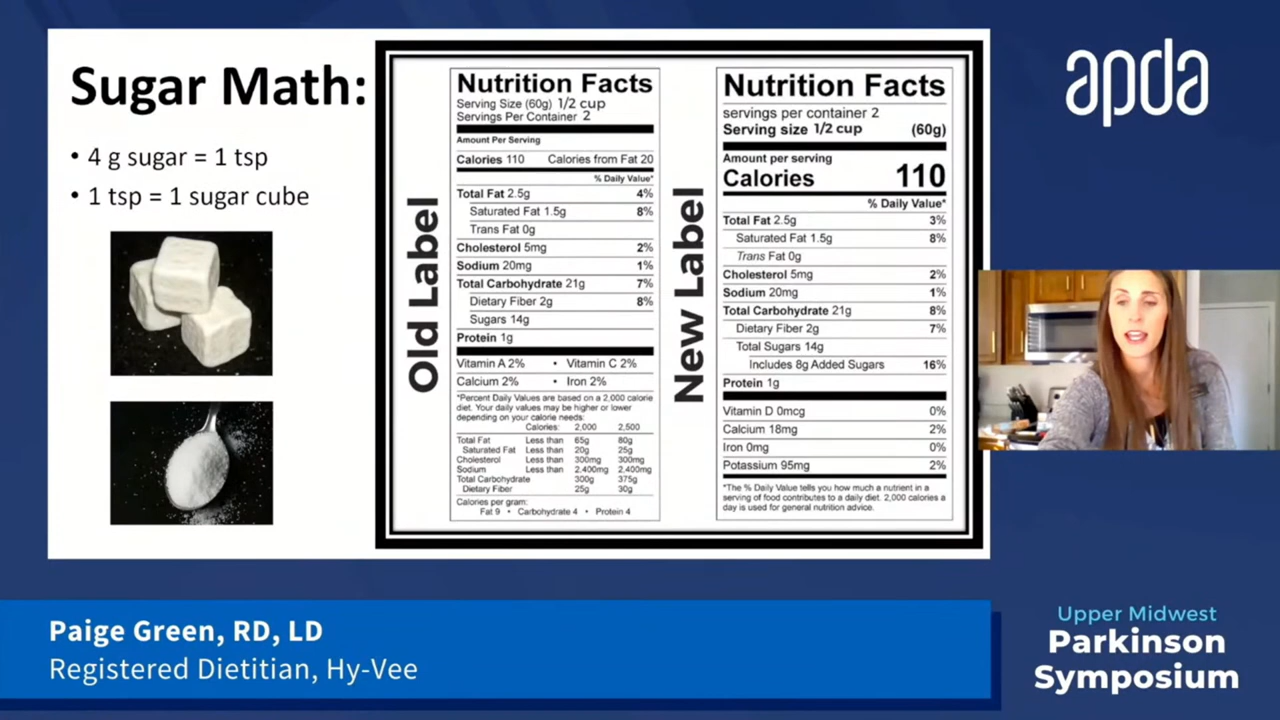 Sugar Math:
• 4 g sugar = 1 tsp
• 1 tsp = 1 sugar cube
Old Label
Nutrition Facts
Serving Size (60g) 1/2 cup
Servings Per Container 2
Amount Per Serving
Calories 110 Calories from Fat 20
% Daily Value*
Total Fat 2.5g 4%
Saturated Fat 1.5g 8%
Trans Fat 0g
Cholesterol 5mg 2%
Sodium 20mg 1%
Total Carbohydrate 21g 7%
Dietary Fiber 2g 8%
Sugars 14g
Protein 1g
Vitamin A 2% • Vitamin C 2%
Calcium 2% • Iron 2%
*Percent Daily Values are based on a 2,000 calorie
diet. Your daily values may be higher or lower
depending on your calorie needs:
Calories: 2,000 2,500
Total Fat Less than 65g 80g
Saturated Fat Less than 20g 25g
Cholesterol Less than 300mg 300mg
Sodium Less than 2,400mg 2,400mg
Total Carbohydrate 300g 375g
Dietary Fiber 25g 30g
Calories per gram:
Fat 9 • Carbohydrate 4 • Protein 4
New Label
Nutrition Facts
servings per container 2
Serving size 1/2 cup (60g)
Amount per serving
Calories 110
% Daily Value*
Total Fat 2.5g 3%
Saturated Fat 1.5g 8%
Trans Fat 0g
Cholesterol 5mg 2%
Sodium 20mg 1%
Total Carbohydrate 21g 8%
Dietary Fiber 2g 7%
Total Sugars 14g
Includes 8g Added Sugars 16%
Protein 1g
Vitamin D 0mcg 0%
Calcium 18mg 2%
Iron 0mg 0%
Potassium 95mg 2%
*The % Daily Value tells you how much a nutrient in a
serving of food contributes to a daily diet. 2,000 calories a
day is used for general nutrition advice.
apda
Paige Green, RD, LD
Registered Dietitian, Hy-Vee
Upper Midwest
Parkinson
Symposium